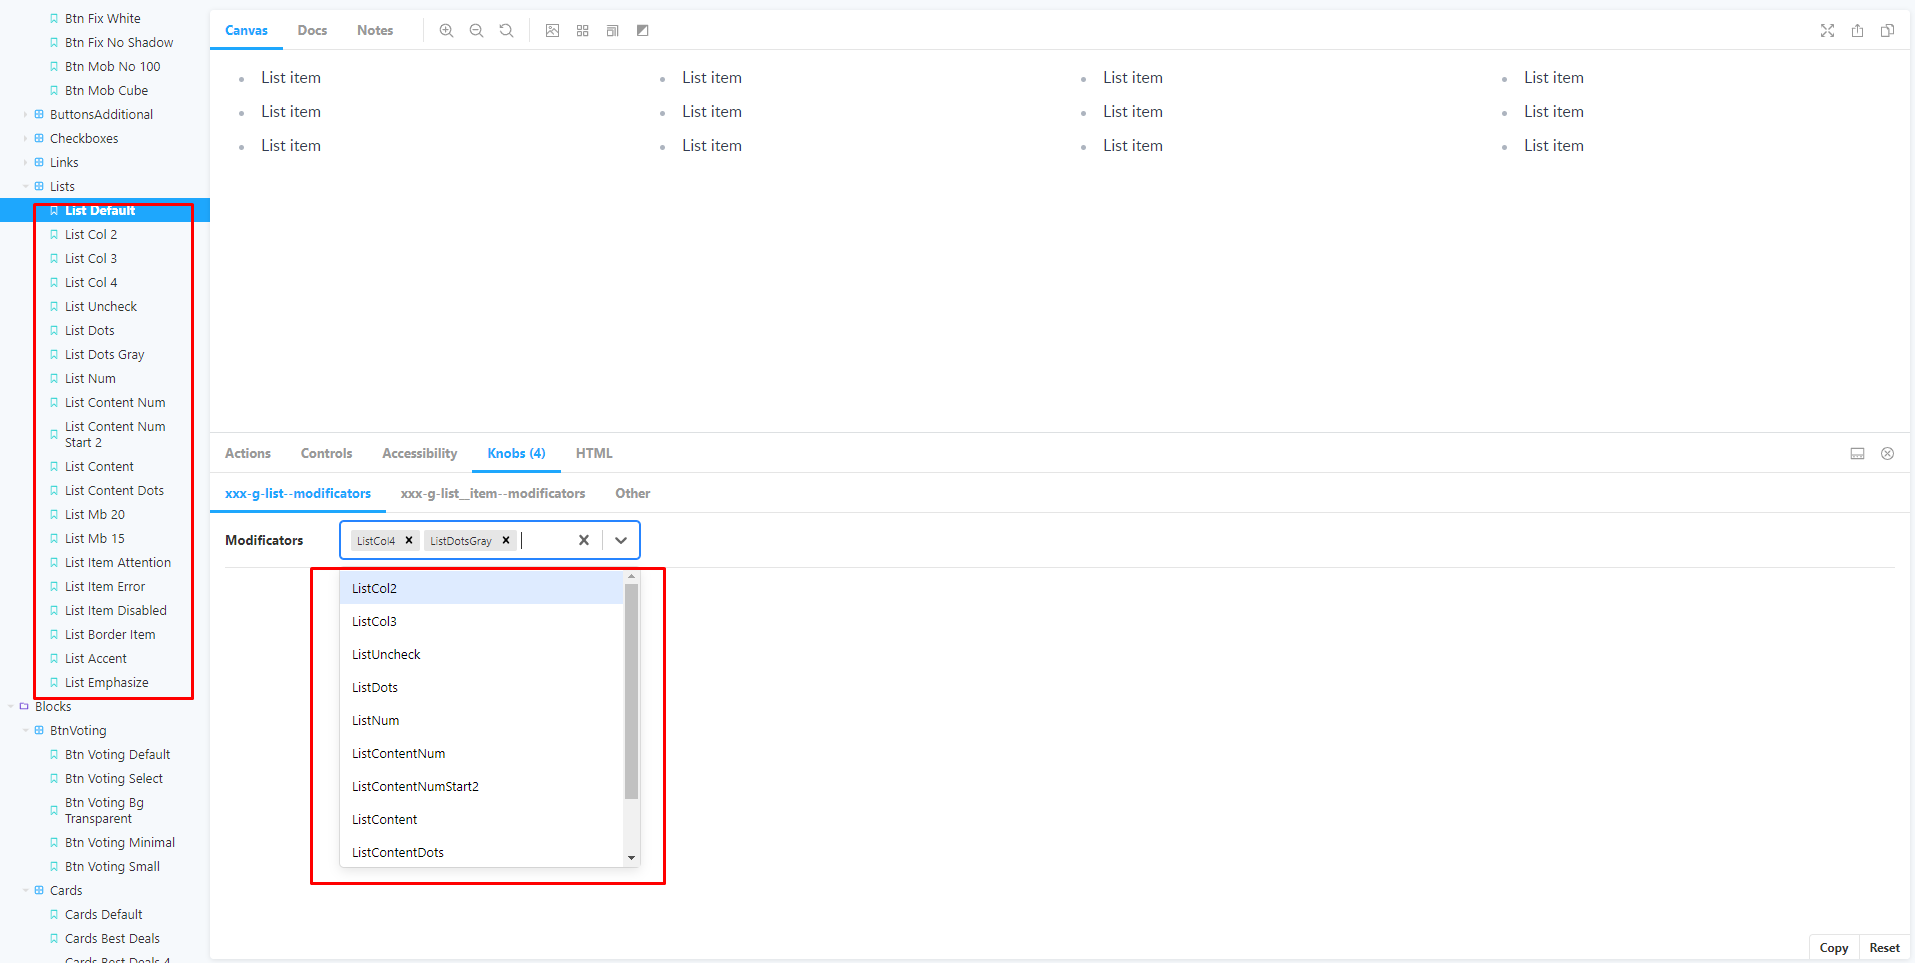 Btn Fix White
Btn Fix No Shadow
Btn Mob No 100
Btn Mob Cube
ButtonsAdditional
Checkboxes
Links
Lists
List Default
List Col 2
List Col 3
List Col 4
List Uncheck
List Dots
List Dots Gray
List Num
List Content Num
List Content Num
Start 2
List Content
List Content Dots
List Mb 20
List Mb 15
List Item Attention
List Item Error
List Item Disabled
List Border Item
List Accent
List Emphasize
Blocks
BtnVoting
Btn Voting Default
Btn Voting Select
Btn Voting Bg
Transparent
Btn Voting Minimal
Btn Voting Small
Cards
Cards Default
Cards Best Deals
Cards Best Deals 4
Canvas Docs Notes
List item List item List item List item
List item List item List item List item
List item List item List item List item
Actions Controls Accessibility Knobs (4) HTML
xxx-g-list--modificators xxx-g-list__item--modificators Other
Modificators ListCol4 ListDotsGray
ListCol2
ListCol3
ListUncheck
ListDots
ListNum
ListContentNum
ListContentNumStart2
ListContent
ListContentDots
Copy Reset